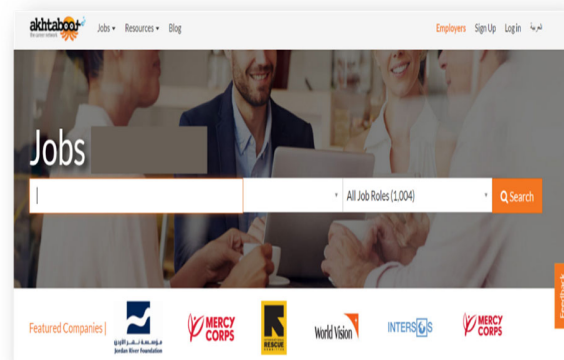 akhtaboot
the career network
Jobs
Resources
Blog
Employers
Sign Up
Log in
Jobs
All Job Roles (1,004)
Search
Feedback
Featured Companies |
Jordan River Foundation
MERCY CORPS
RESCUE
World Vision
INTERSOS
MERCY CORPS